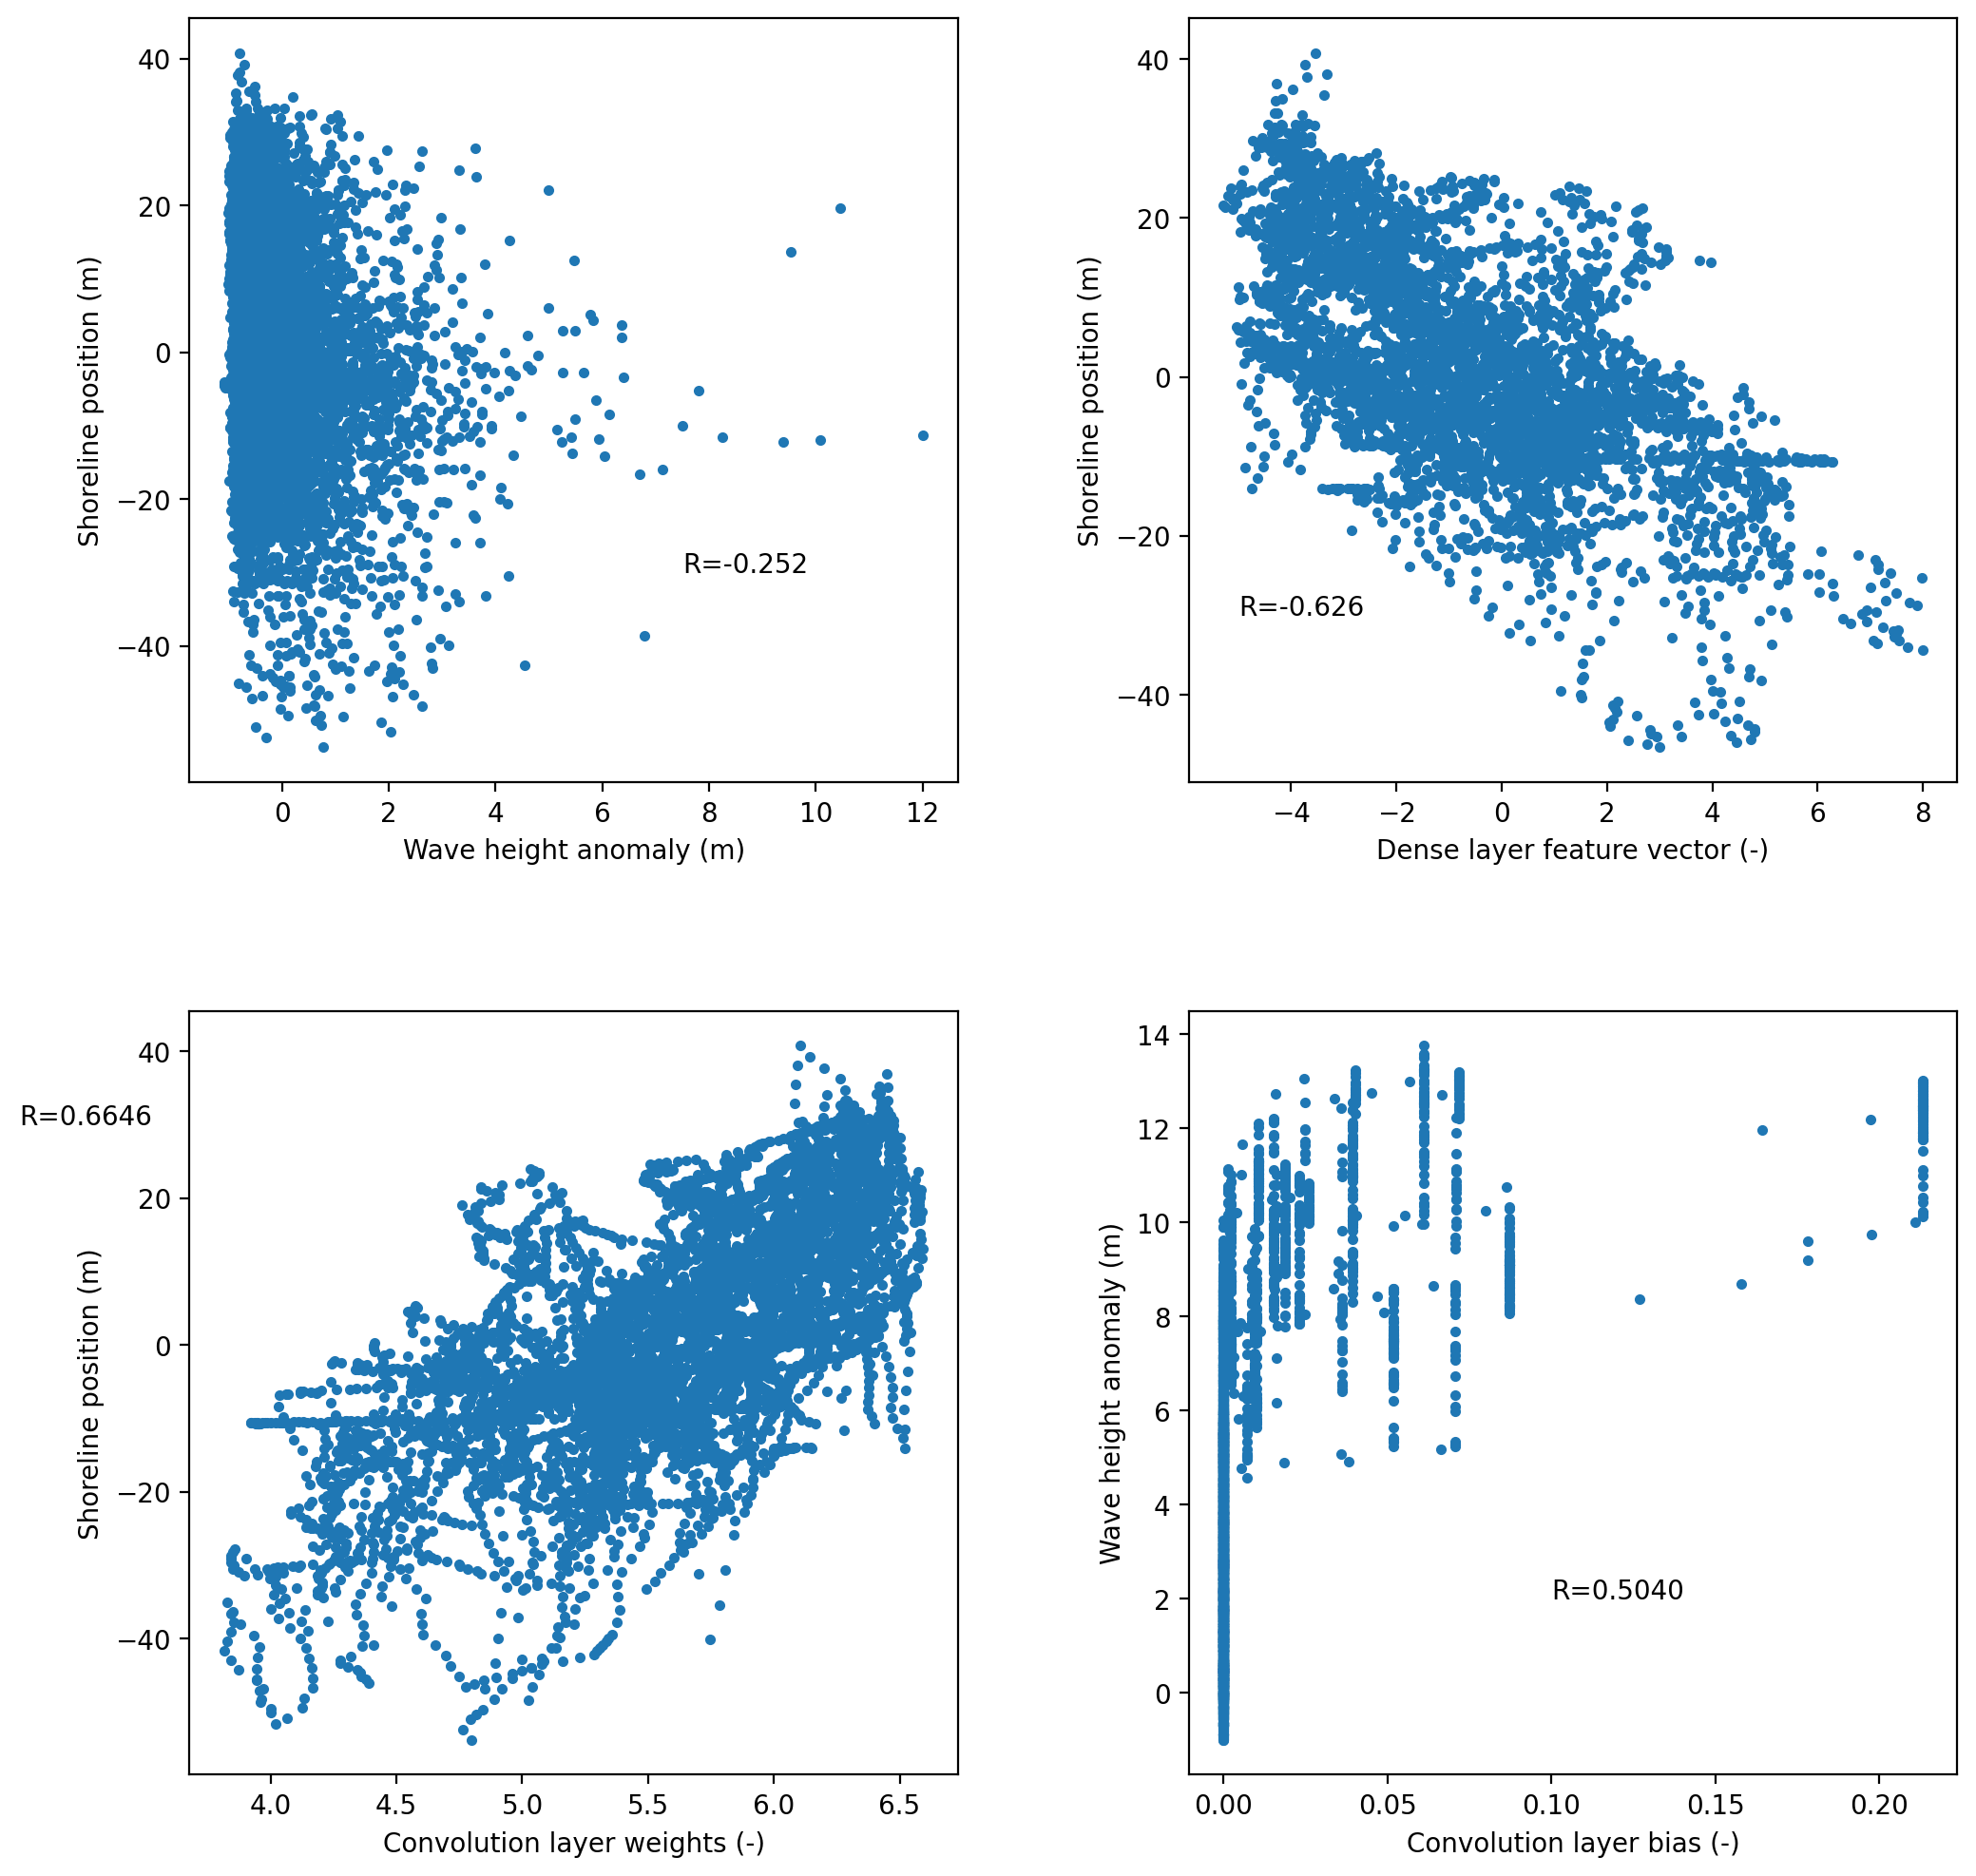 40
20
0
−20
−40
Shoreline position (m)
R=-0.252
0 2 4 6 8 10 12
Wave height anomaly (m)
40
20
0
−20
−40
Shoreline position (m)
R=-0.626
−4 −2 0 2 4 6 8
Dense layer feature vector (-)
R=0.6646
40
20
0
−20
−40
Shoreline position (m)
4.0 4.5 5.0 5.5 6.0 6.5
Convolution layer weights (-)
14
12
10
8
6
4
2
0
Wave height anomaly (m)
R=0.5040
0.00 0.05 0.10 0.15 0.20
Convolution layer bias (-)